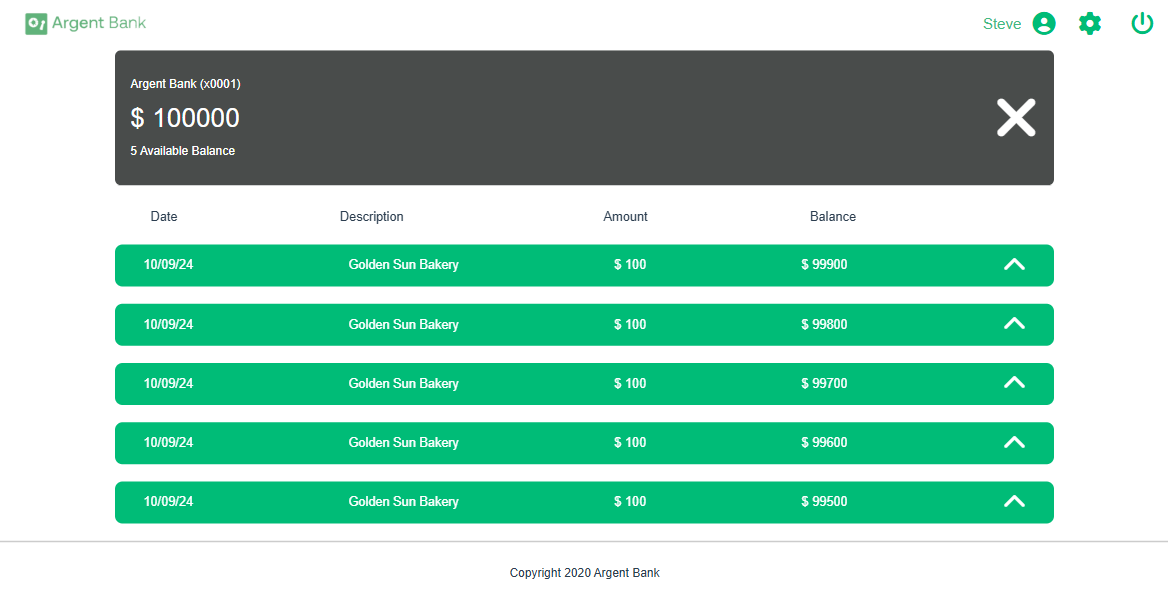 Argent Bank
Steve
Argent Bank (x0001)
$ 100000
5 Available Balance
Date Description Amount Balance
10/09/24 Golden Sun Bakery $ 100 $ 99900
10/09/24 Golden Sun Bakery $ 100 $ 99800
10/09/24 Golden Sun Bakery $ 100 $ 99700
10/09/24 Golden Sun Bakery $ 100 $ 99600
10/09/24 Golden Sun Bakery $ 100 $ 99500
Copyright 2020 Argent Bank